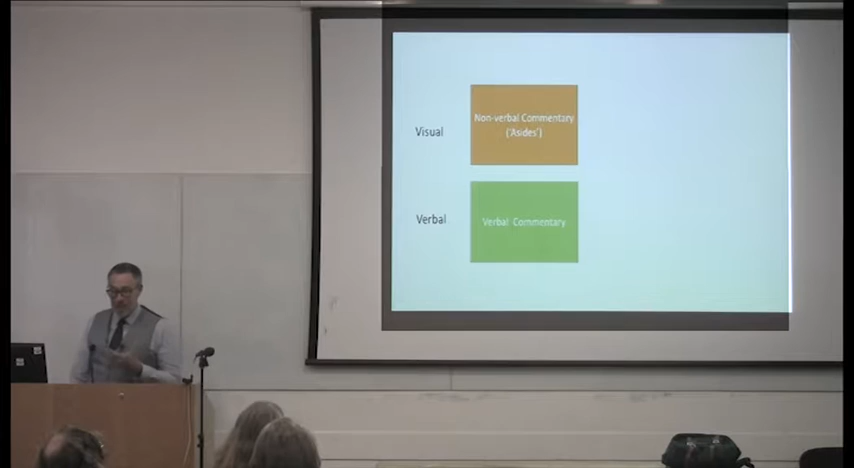 Visual
Non-verbal Commentary
('Asides')
Verbal
Verbal Commentary